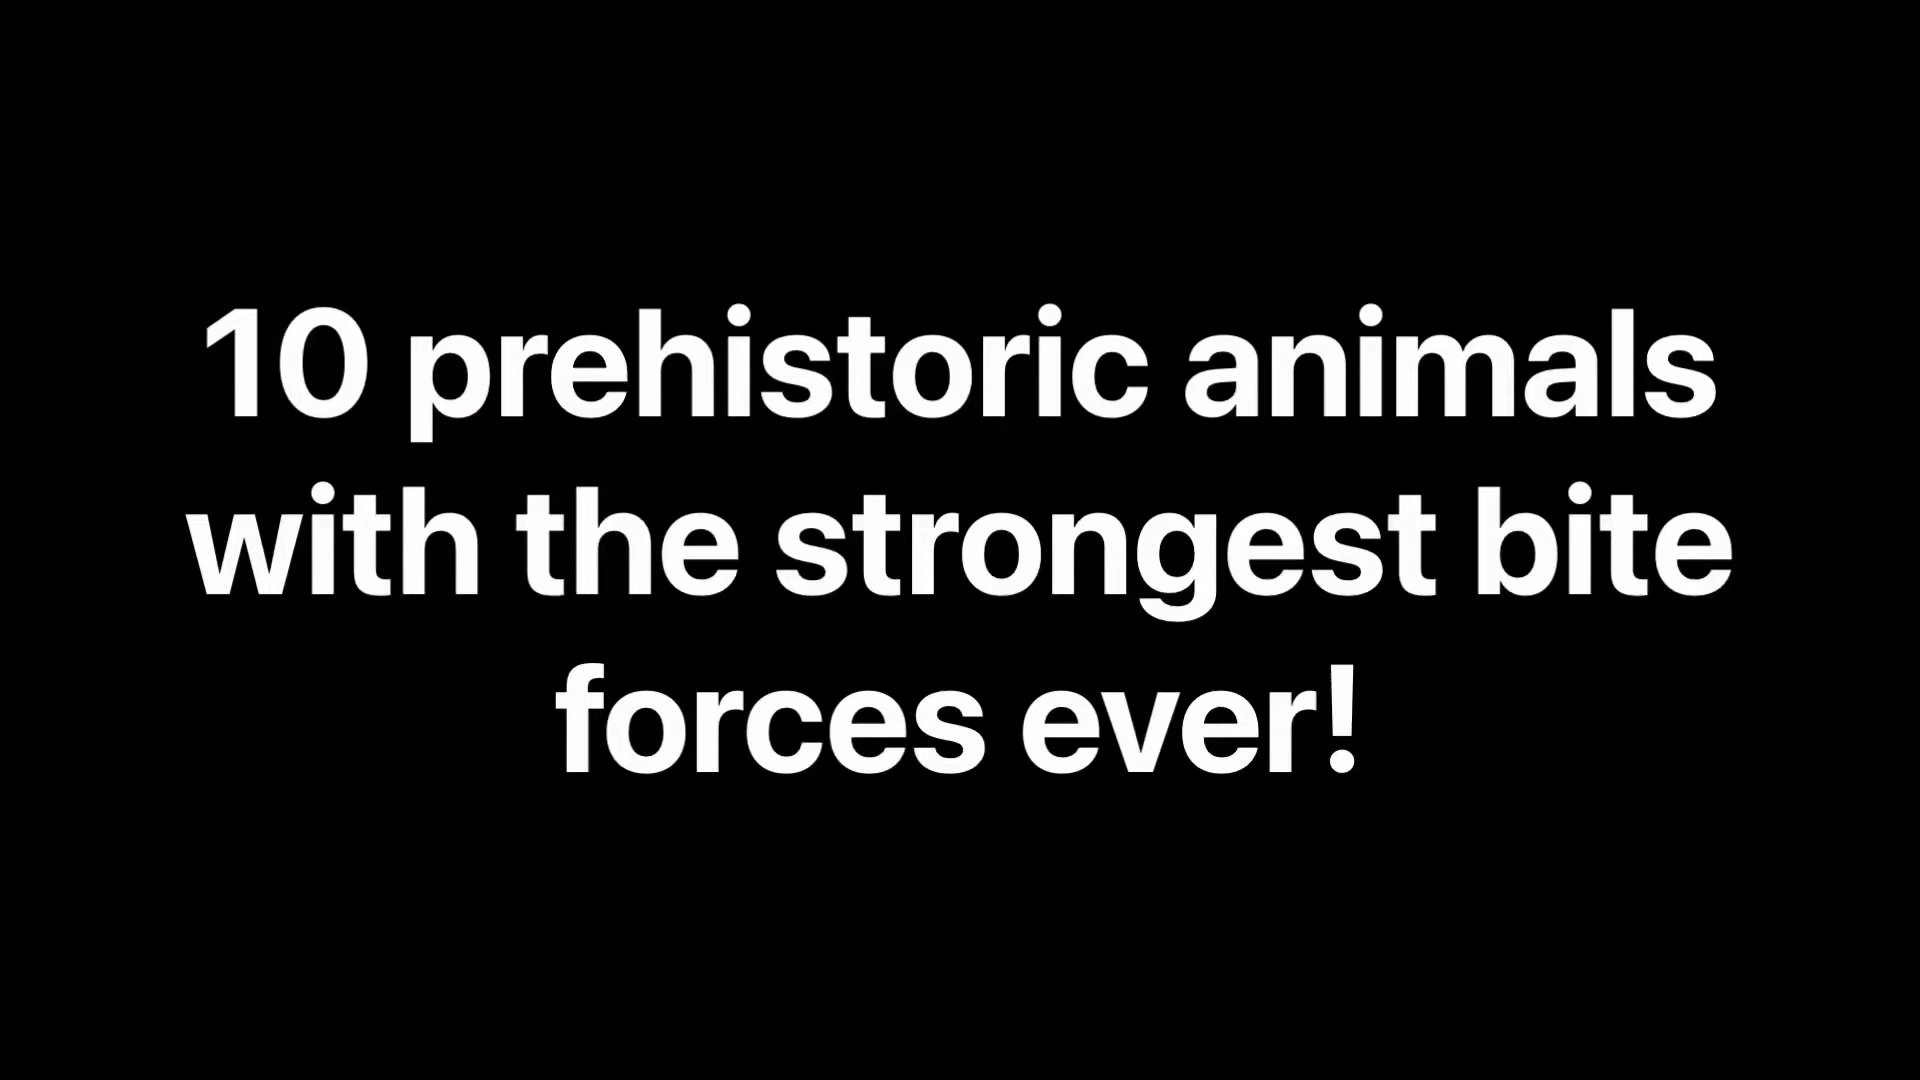 10 prehistoric animals
with the strongest bite
forces ever!